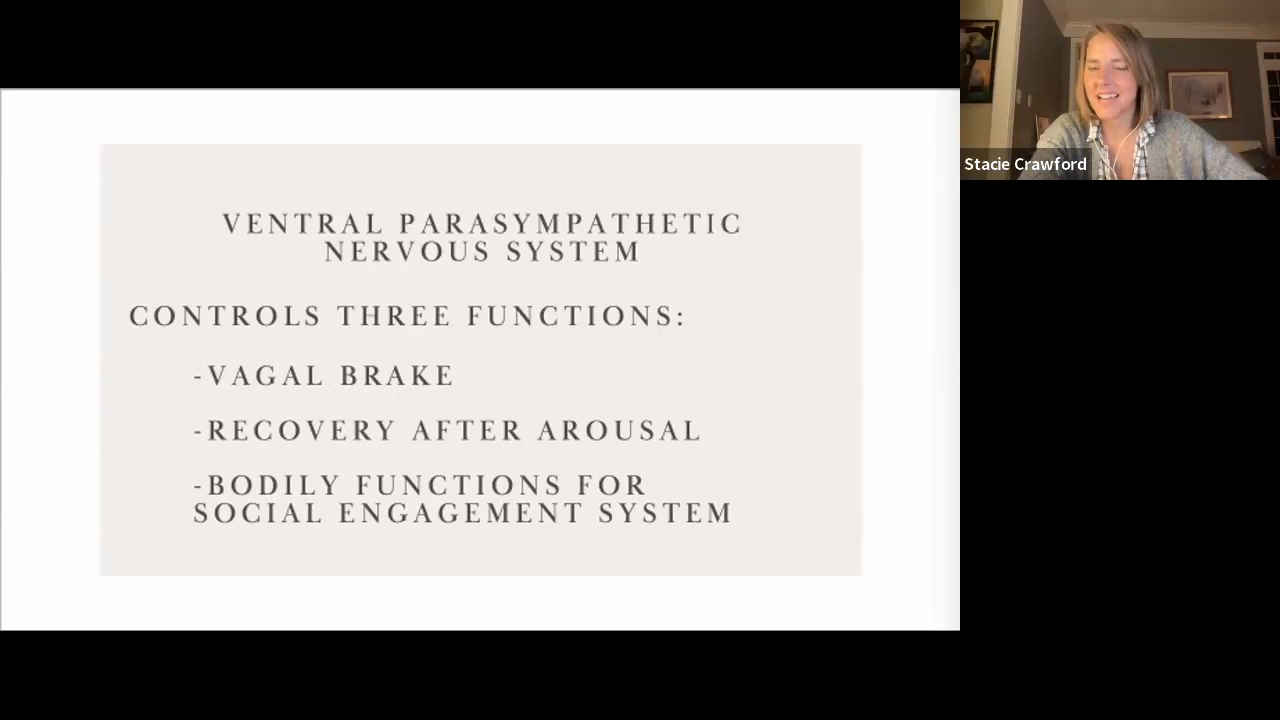 VENTRAL PARASYMPATHETIC
NERVOUS SYSTEM
CONTROLS THREE FUNCTIONS:
-VAGAL BRAKE
-RECOVERY AFTER AROUSAL
-BODILY FUNCTIONS FOR
SOCIAL ENGAGEMENT SYSTEM
Stacie Crawford